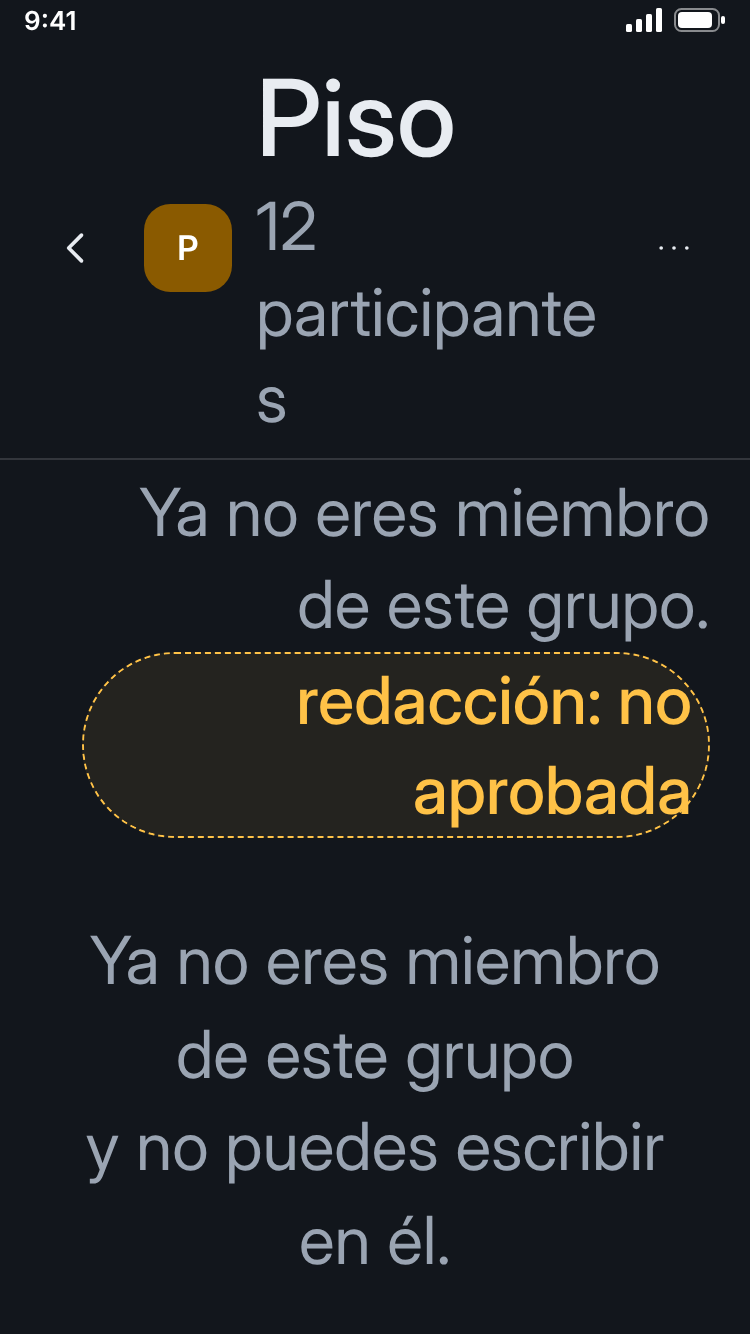 9:41
Piso
P
12
participante
s
...
Ya no eres miembro
de este grupo.
redacción: no
aprobada
Ya no eres miembro
de este grupo
y no puedes escribir
en él.